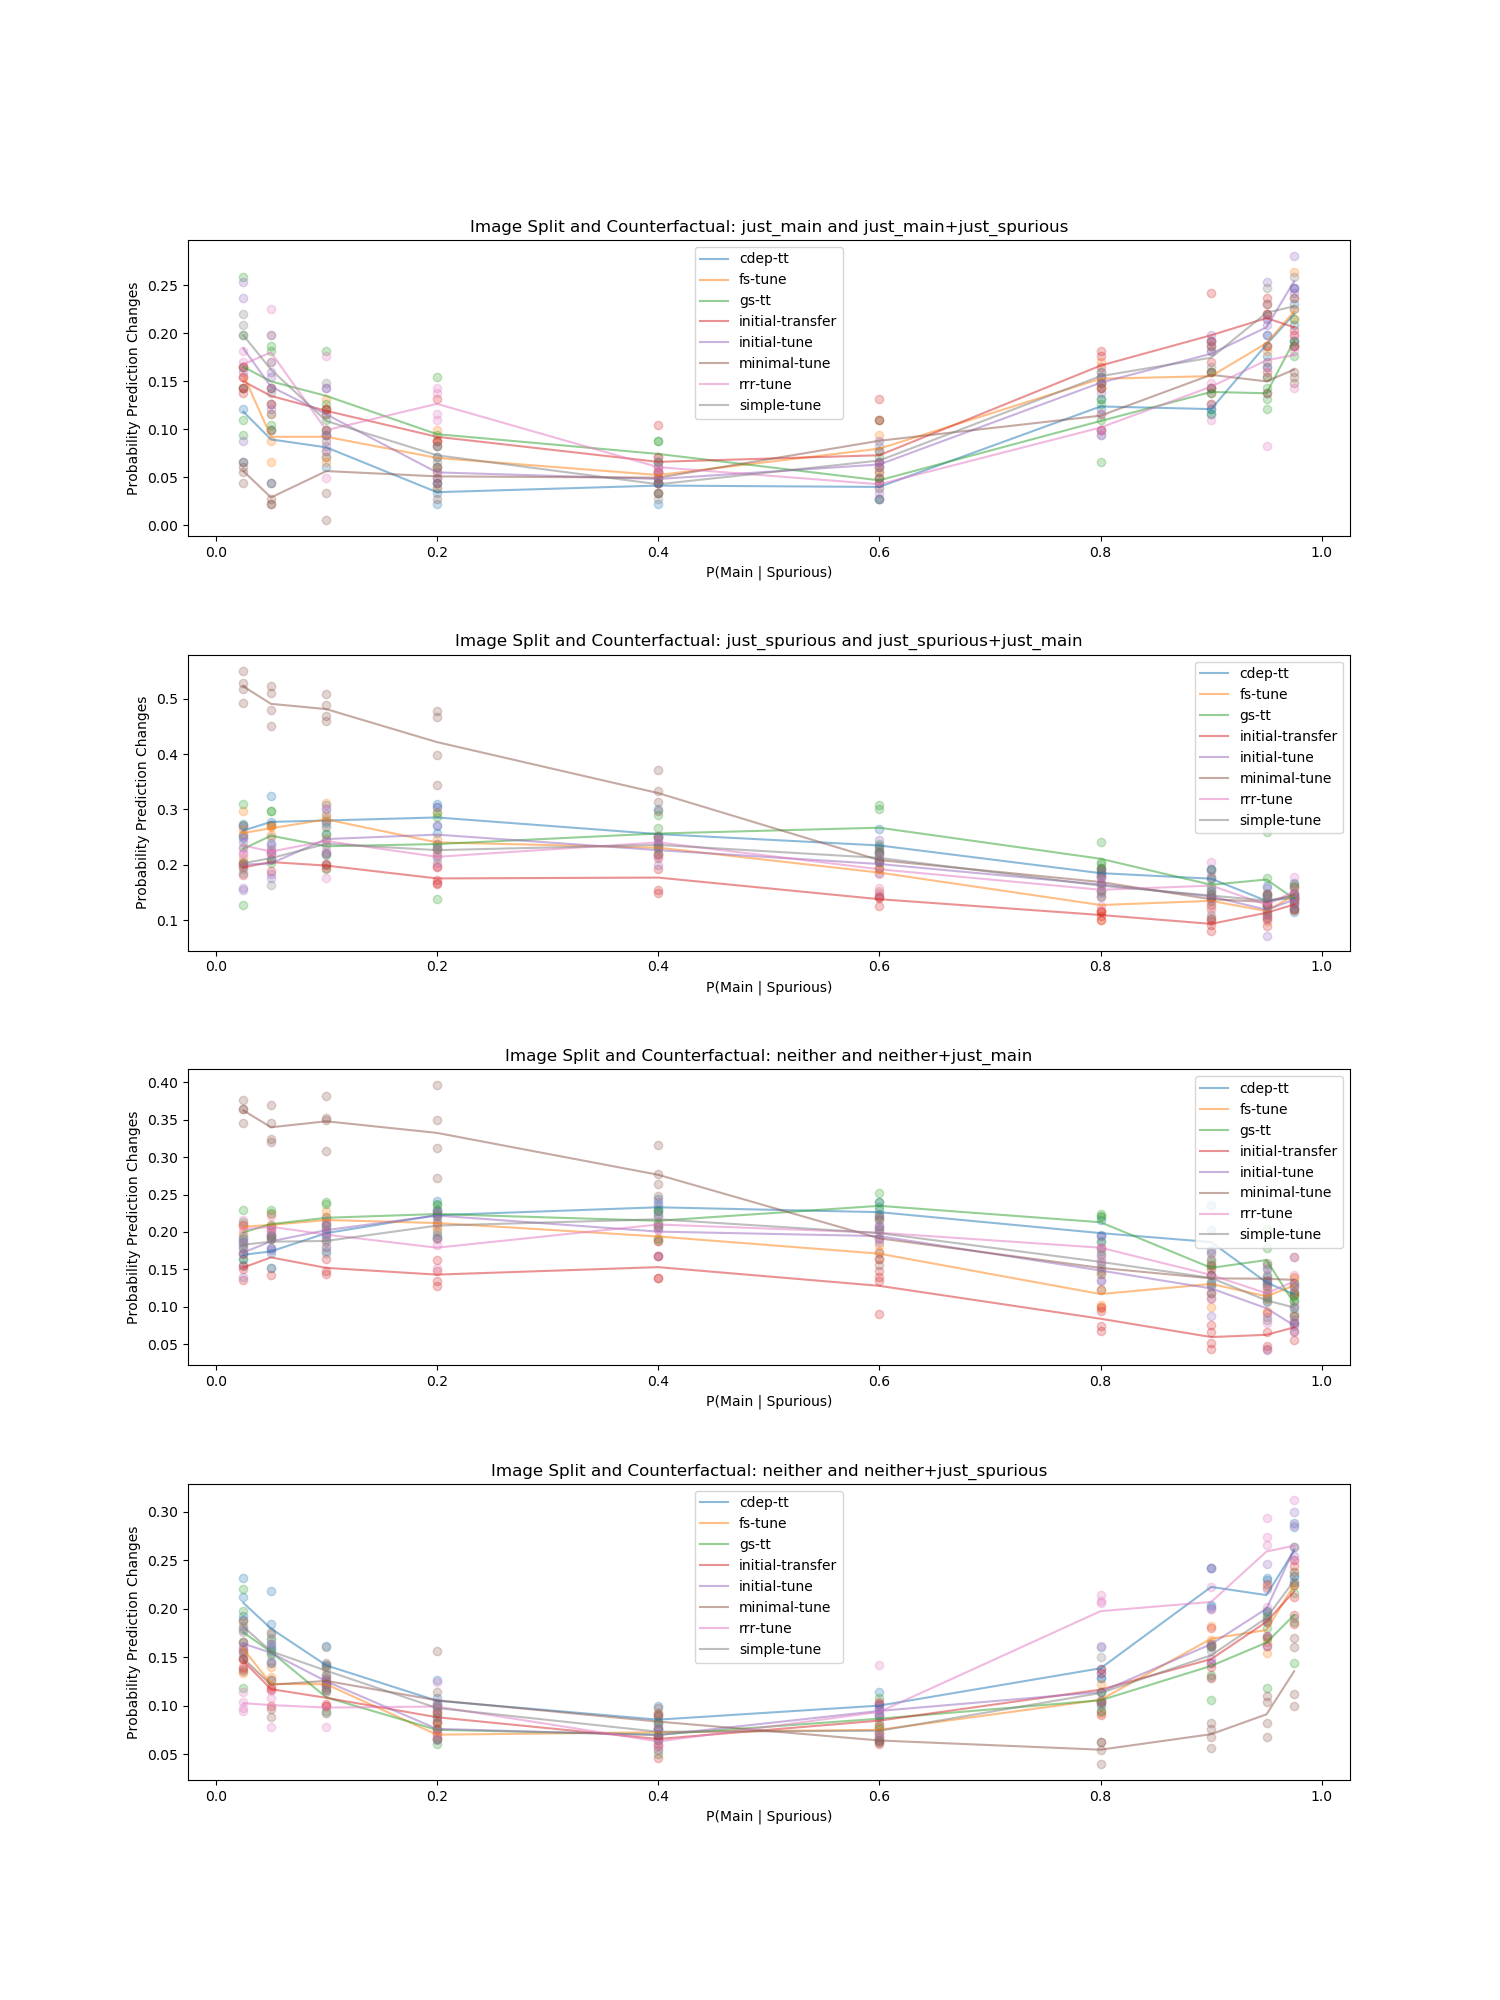 Image Split and Counterfactual: just_main and just_main+just_spurious
Probability Prediction Changes
0.25
0.20
0.15
0.10
0.05
0.00
cdep-tt
fs-tune
gs-tt
initial-transfer
initial-tune
minimal-tune
rrr-tune
simple-tune
0.0 0.2 0.4 0.6 0.8 1.0
P(Main | Spurious)
Image Split and Counterfactual: just_spurious and just_spurious+just_main
Probability Prediction Changes
0.5
0.4
0.3
0.2
0.1
cdep-tt
fs-tune
gs-tt
initial-transfer
initial-tune
minimal-tune
rrr-tune
simple-tune
0.0 0.2 0.4 0.6 0.8 1.0
P(Main | Spurious)
Image Split and Counterfactual: neither and neither+just_main
Probability Prediction Changes
0.40
0.35
0.30
0.25
0.20
0.15
0.10
0.05
cdep-tt
fs-tune
gs-tt
initial-transfer
initial-tune
minimal-tune
rrr-tune
simple-tune
0.0 0.2 0.4 0.6 0.8 1.0
P(Main | Spurious)
Image Split and Counterfactual: neither and neither+just_spurious
Probability Prediction Changes
0.30
0.25
0.20
0.15
0.10
0.05
cdep-tt
fs-tune
gs-tt
initial-transfer
initial-tune
minimal-tune
rrr-tune
simple-tune
0.0 0.2 0.4 0.6 0.8 1.0
P(Main | Spurious)